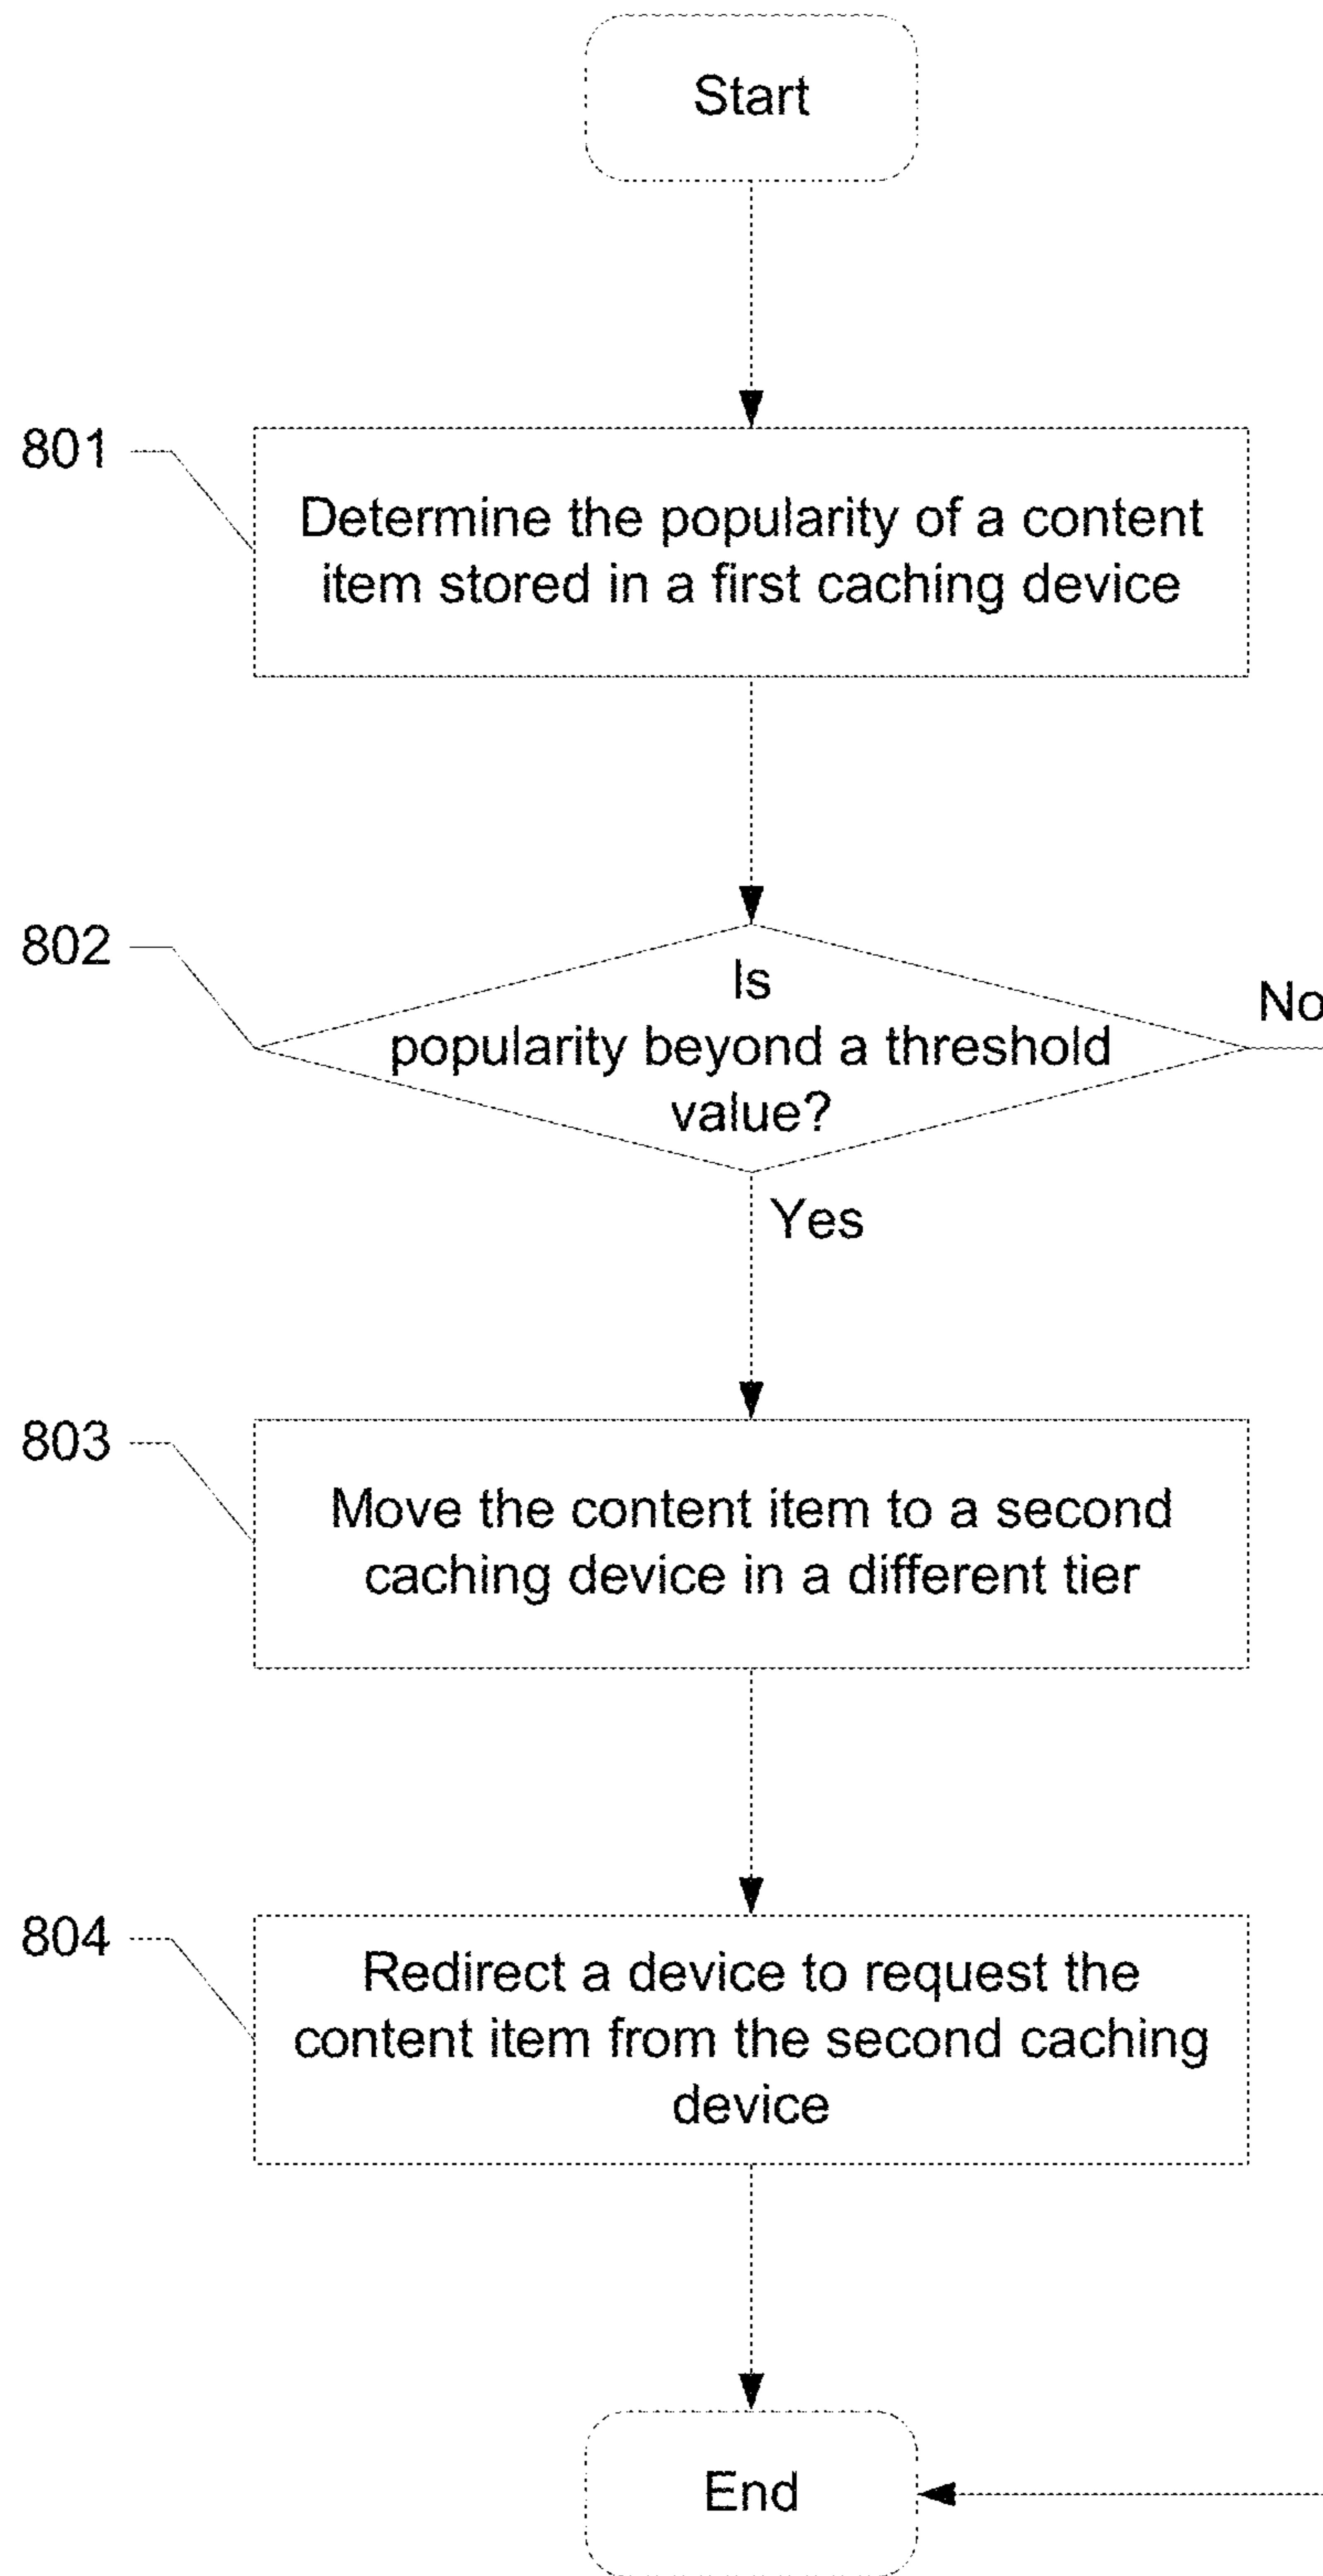 Start
801
Determine the popularity of a content
item stored in a first caching device
802
Is
popularity beyond a threshold
value?
No
Yes
803
Move the content item to a second
caching device in a different tier
804
Redirect a device to request the
content item from the second caching
device
End